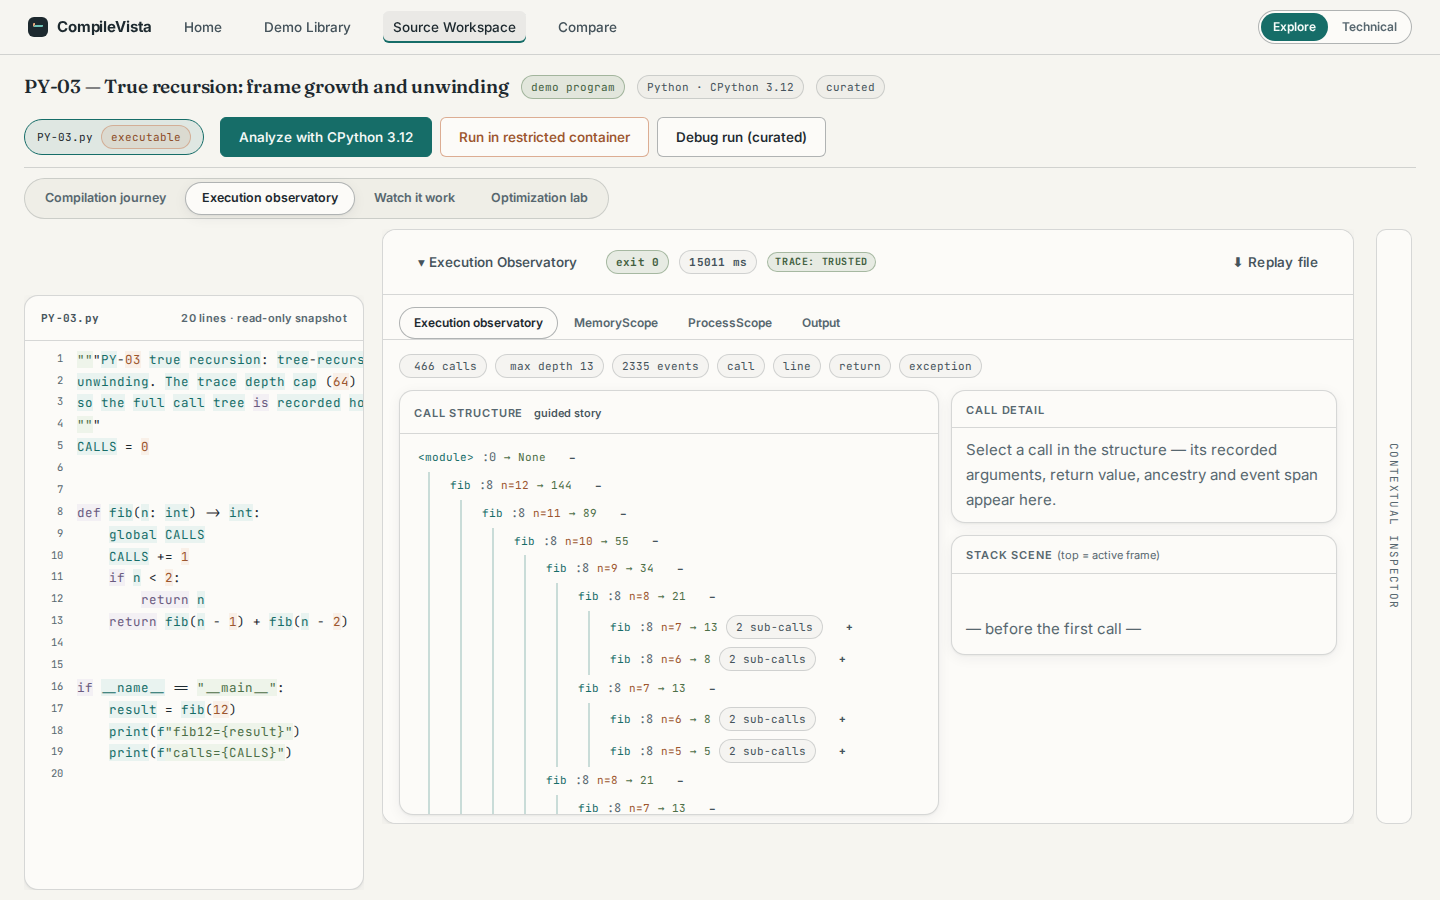 CompileVista Home Demo Library Source Workspace Compare Explore Technical
PY-03 — True recursion: frame growth and unwinding demo program Python · CPython 3.12 curated
PY-03.py executable Analyze with CPython 3.12 Run in restricted container Debug run (curated)
Compilation journey Execution observatory Watch it work Optimization lab
PY-03.py 20 lines · read-only snapshot
1 """PY-03 true recursion: tree-recurs
2 unwinding. The trace depth cap (64)
3 so the full call tree is recorded ho
4 """
5 CALLS = 0
6
7
8 def fib(n: int) -> int:
9 global CALLS
10 CALLS += 1
11 if n < 2:
12 return n
13 return fib(n - 1) + fib(n - 2)
14
15
16 if __name__ == "__main__":
17 result = fib(12)
18 print(f"fib12={result}")
19 print(f"calls={CALLS}")
20
▾ Execution Observatory exit 0 15011 ms TRACE: TRUSTED ⬇ Replay file
Execution observatory MemoryScope ProcessScope Output
466 calls max depth 13 2335 events call line return exception
CALL STRUCTURE guided story
<module> :0 → None –
fib :8 n=12 → 144 –
fib :8 n=11 → 89 –
fib :8 n=10 → 55 –
fib :8 n=9 → 34 –
fib :8 n=8 → 21 –
fib :8 n=7 → 13 2 sub-calls +
fib :8 n=6 → 8 2 sub-calls +
fib :8 n=7 → 13 –
fib :8 n=6 → 8 2 sub-calls +
fib :8 n=5 → 5 2 sub-calls +
fib :8 n=8 → 21 –
fib :8 n=7 → 13 –
CALL DETAIL
Select a call in the structure — its recorded
arguments, return value, ancestry and event span
appear here.
STACK SCENE (top = active frame)
— before the first call —
CONTEXTUAL INSPECTOR